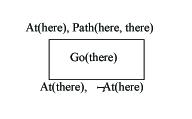 At(here), Path(here, there)
Go(there)
At(there), ¬At(here)